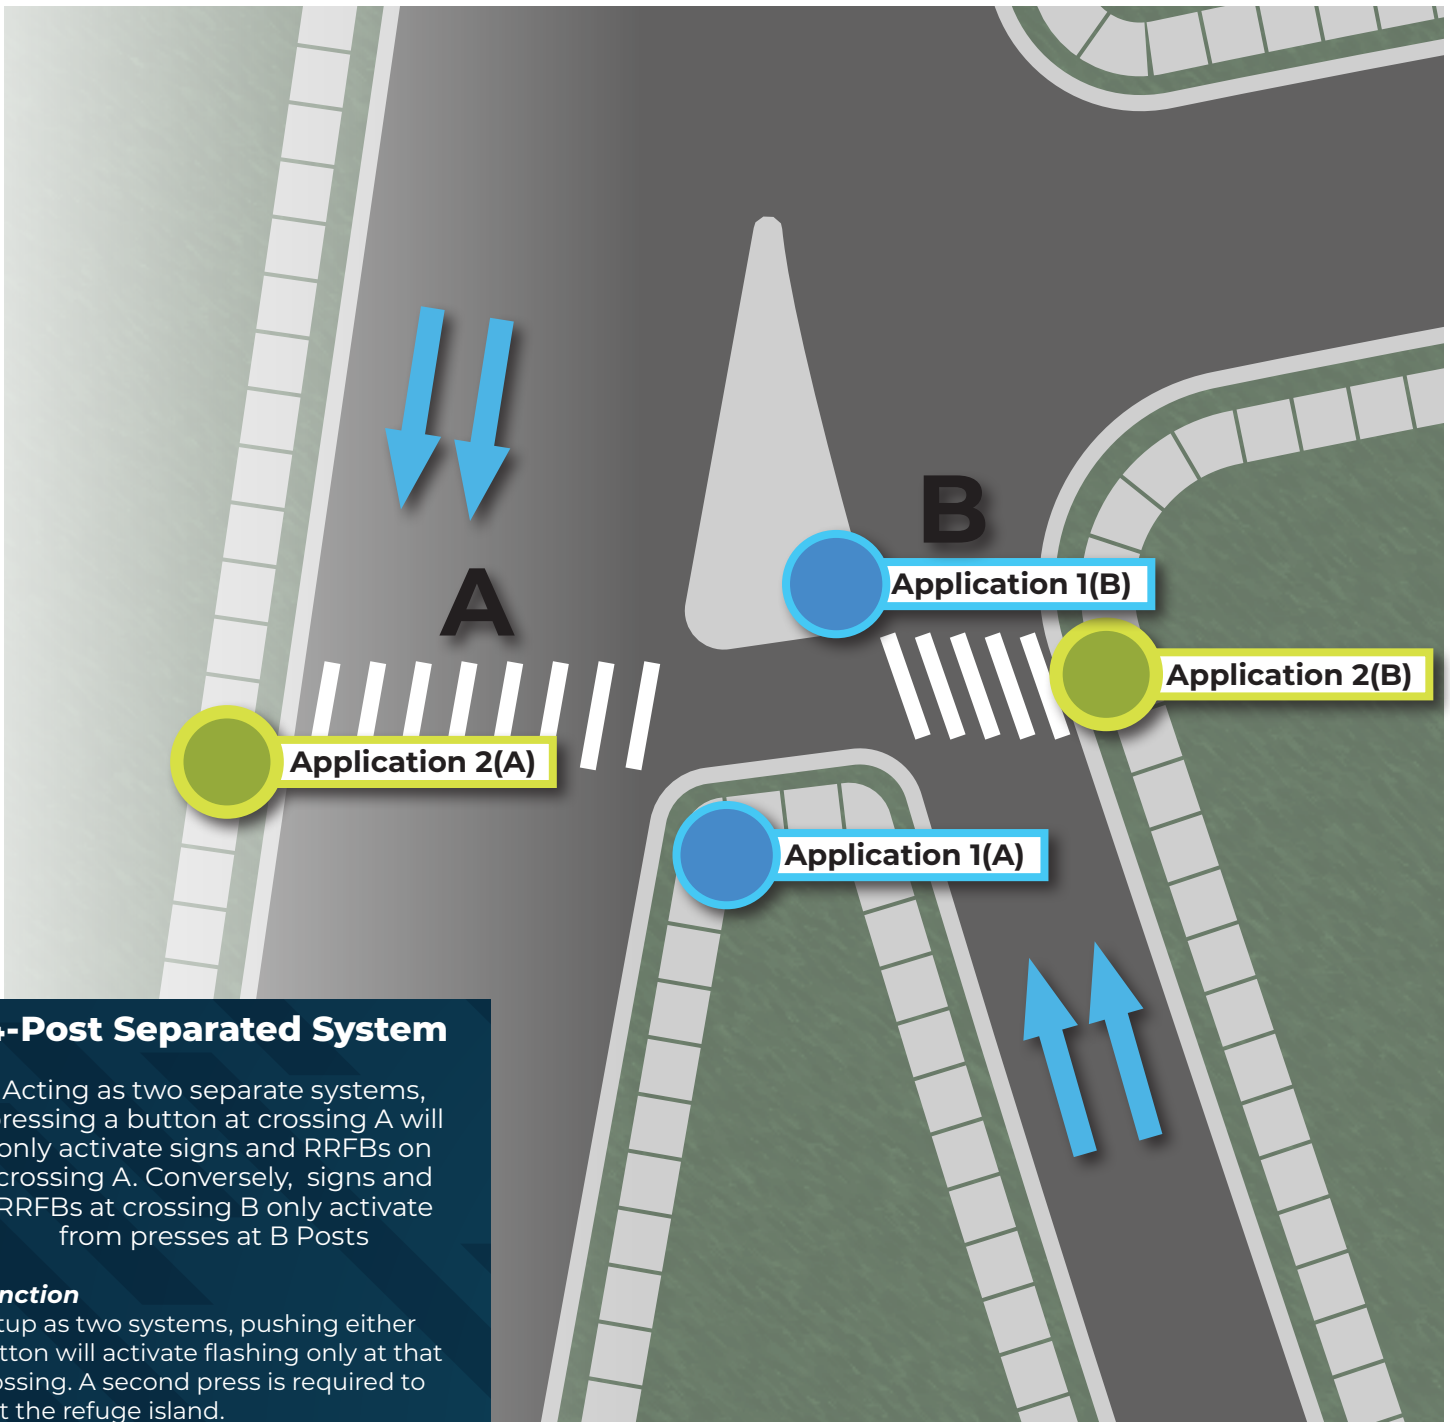 B
Application 1(B)
A
Application 2(B)
Application 2(A)
Application 1(A)
-Post Separated System
Acting as two separate systems,
pressing a button at crossing A will
only activate signs and RRFBs on
crossing A. Conversely, signs and
RRFBs at crossing B only activate
from presses at B Posts
nction
tup as two systems, pushing either
tton will activate flashing only at that
ossing. A second press is required to
t the refuge island.